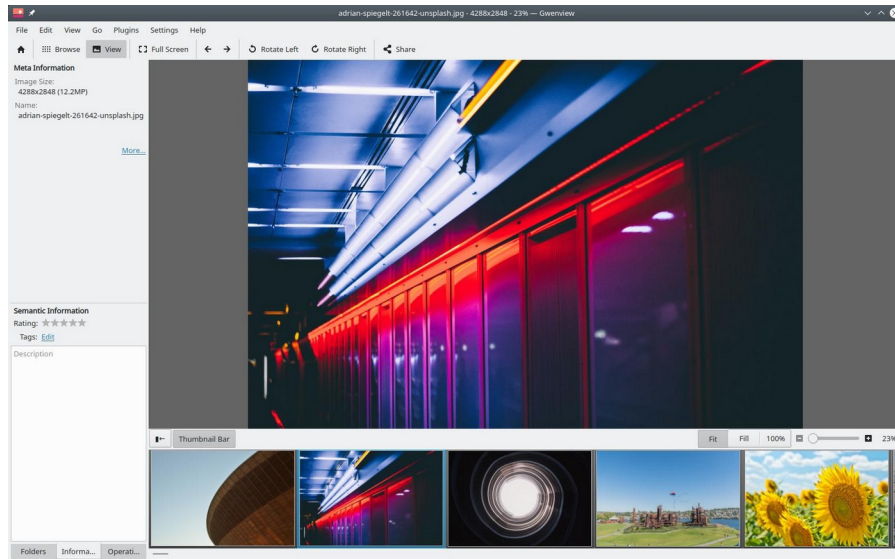 adrian-spiegelt-261642-unsplash.jpg - 4288x2848 - 23% — Gwenview
File Edit View Go Plugins Settings Help
Browse View Full Screen Rotate Left Rotate Right Share
Meta Information
Image Size:
4288x2848 (12.2MP)
Name:
adrian-spiegelt-261642-unsplash.jpg
More...
Semantic Information
Rating:
Tags: Edit
Description
Thumbnail Bar Fit Fill 100% 23%
Folders Informa... Operati...